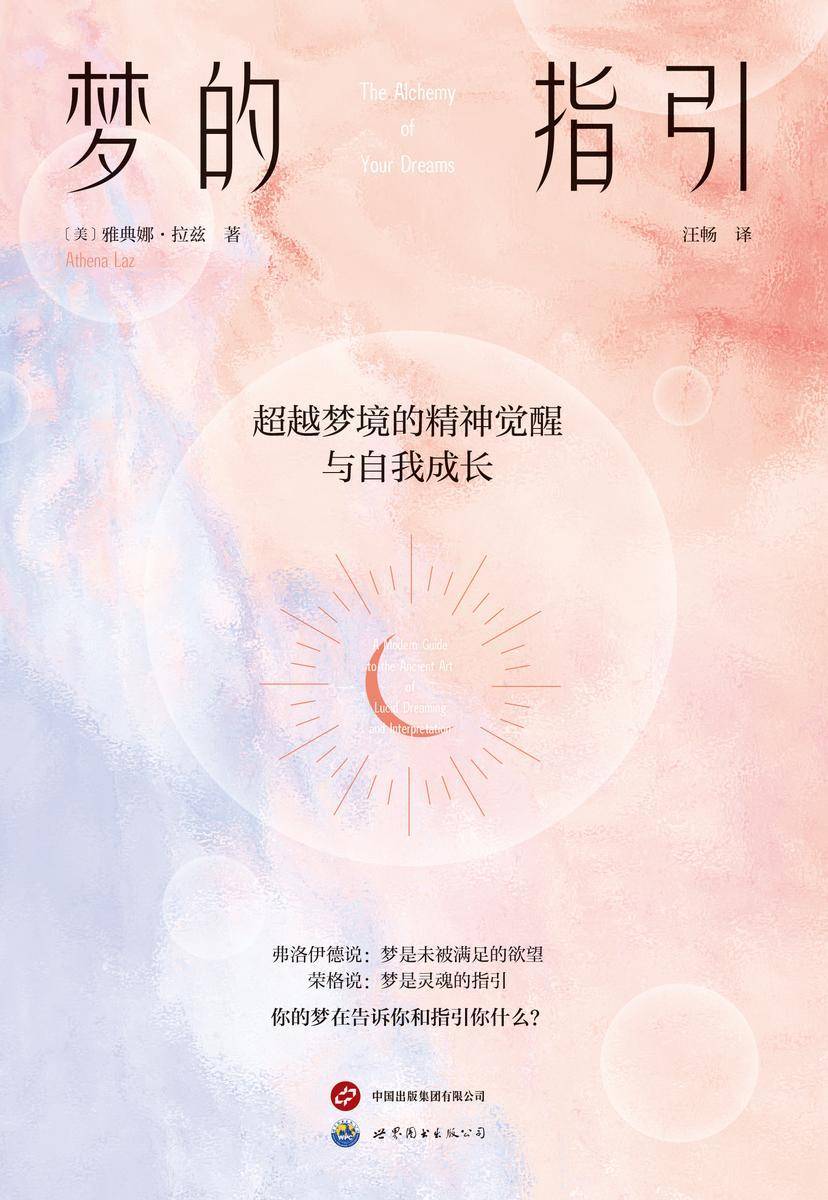 梦的指引
The Alchemy
of
Your Dreams
〔美〕雅典娜·拉兹 著
Athena Laz
汪畅 译
超越梦境的精神觉醒
与自我成长
A Modern Guide
to the Ancient Art
of
Lucid Dreaming
and Interpretation
弗洛伊德说：梦是未被满足的欲望
荣格说：梦是灵魂的指引
你的梦在告诉你和指引你什么？
中国出版集团有限公司
WPC
世界图书出版公司